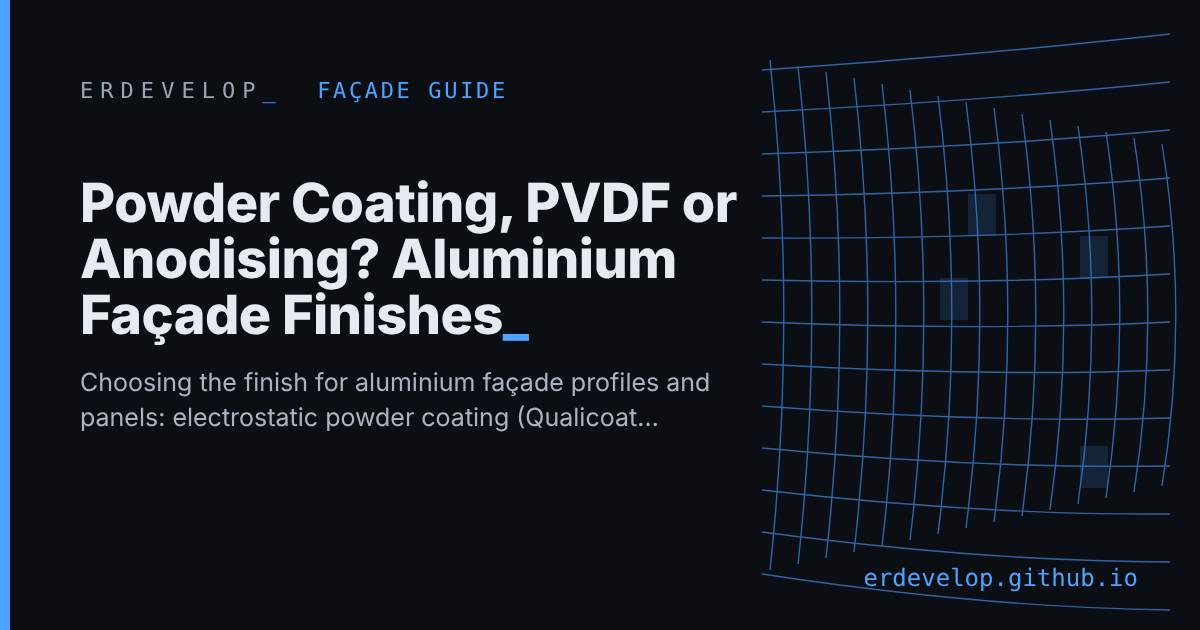 ERDEVELOP_ FAÇADE GUIDE
Powder Coating, PVDF or
Anodising? Aluminium
Façade Finishes_
Choosing the finish for aluminium façade profiles and
panels: electrostatic powder coating (Qualicoat…
erdevelop.github.io